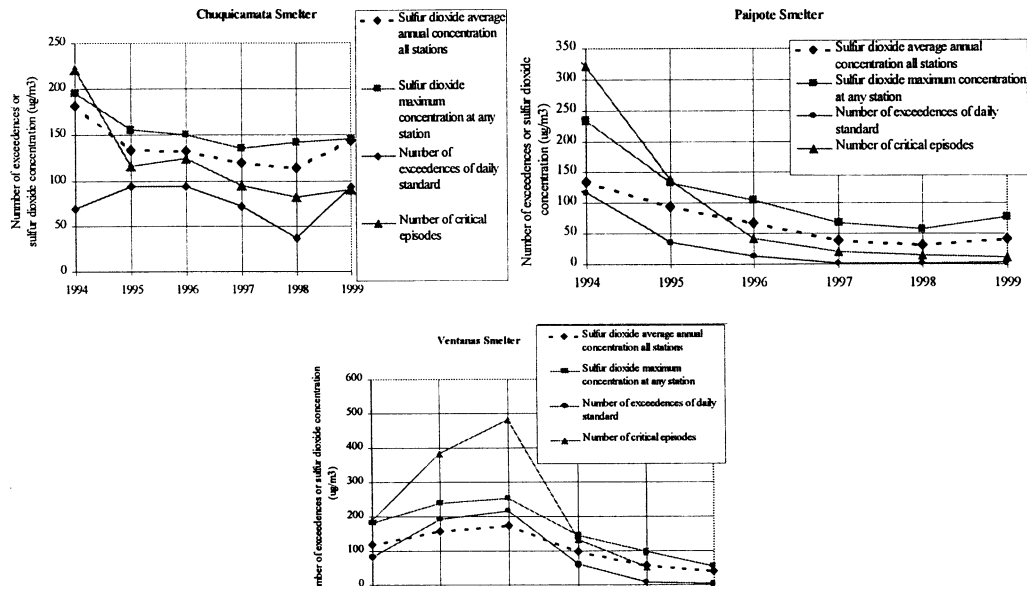 Chuquicamata Smelter
Nunmber of exceedences or
sulfur dioxide concentration (ug/m3)
250
200
150
100
50
0
1994
1995
1996
1997
1998
1999
Sulfur dioxide average
annual concentration
all stations
Sulfur dioxide
maximum
concentration at any
station
Number of
exceedences of daily
standard
Number of critical
episodes
Paipote Smelter
Number of exceedences or sulfur dioxide
concentration (ug/m3)
350
300
250
200
150
100
50
0
1994
1995
1996
1997
1998
1999
Sulfur dioxide average annual
concentration all stations
Sulfur dioxide maximum concentration
at any station
Number of exceedences of daily
standard
Number of critical episodes
Ventanas Smelter
mber of exceedences or sulfur dioxide concentration
(ug/m3)
600
500
400
300
200
100
0
Sulfur dioxide average annual
concentration all stations
Sulfur dioxide maximum
concentration at any station
Number of exceedences of daily
standard
Number of critical episodes